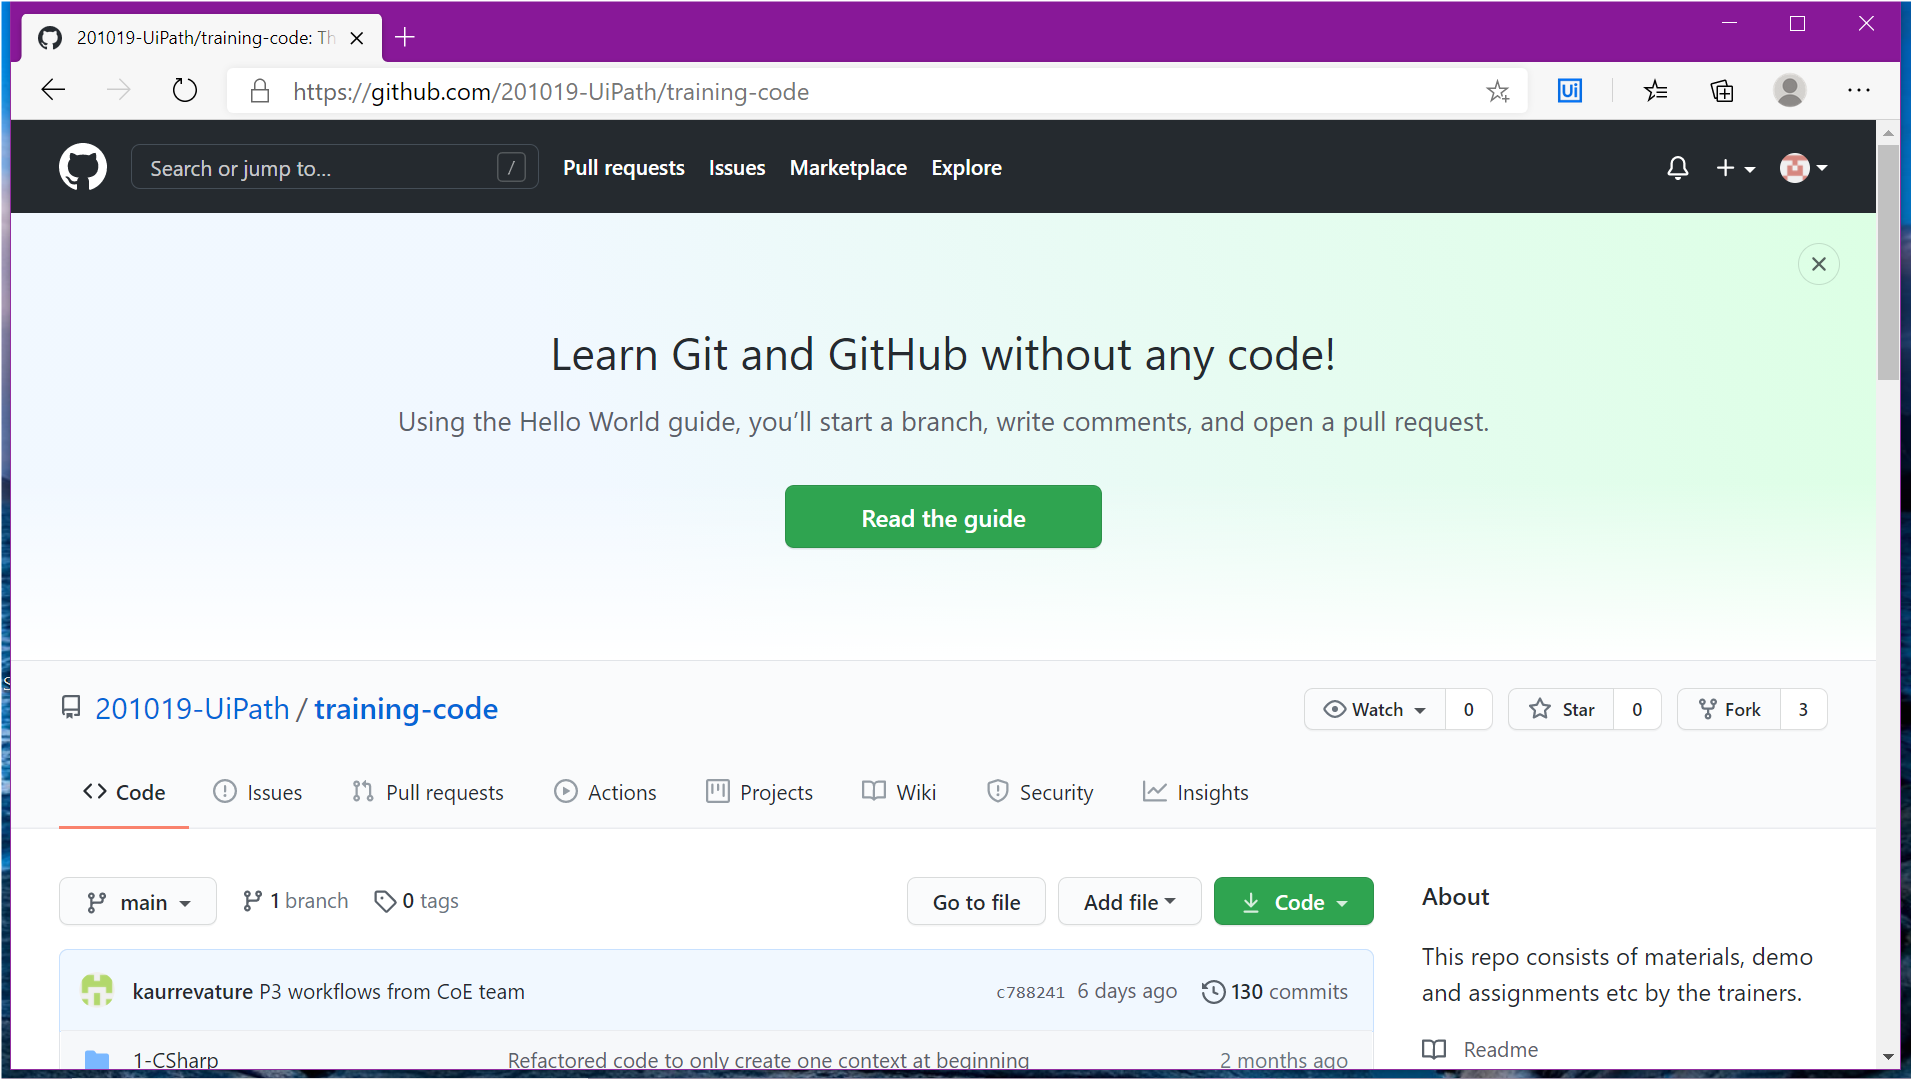 201019-UiPath/training-code: Th
https://github.com/201019-UiPath/training-code
Ui
Search or jump to...
/
Pull requests
Issues
Marketplace
Explore
Learn Git and GitHub without any code!
Using the Hello World guide, you’ll start a branch, write comments, and open a pull request.
Read the guide
201019-UiPath / training-code
Watch 0
Star 0
Fork 3
Code
Issues
Pull requests
Actions
Projects
Wiki
Security
Insights
main
1 branch
0 tags
Go to file
Add file
Code
About
This repo consists of materials, demo
and assignments etc by the trainers.
Readme
kaurrevature P3 workflows from CoE team
c788241 6 days ago
130 commits
1-CSharp
Refactored code to only create one context at beginning
2 months ago